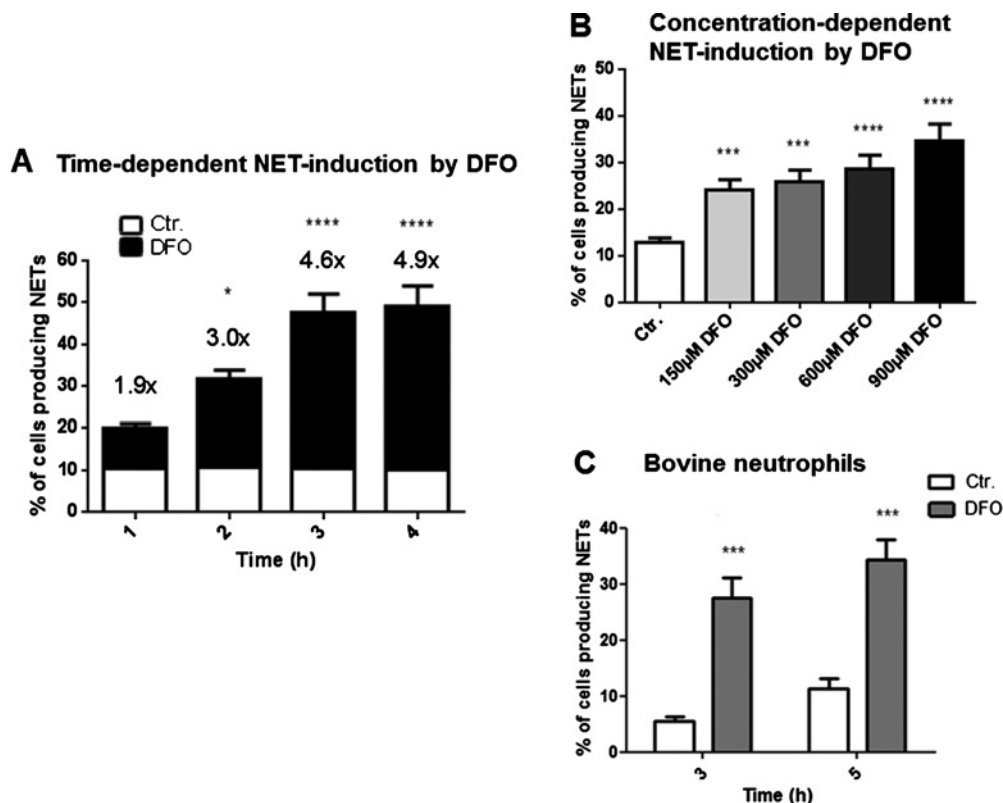 A Time-dependent NET-induction by DFO
Ctr.
DFO
% of cells producing NETs
60
50
40
30
20
10
0
1.9x
*
3.0x
****
4.6x
****
4.9x
1
2
3
4
Time (h)
B Concentration-dependent
NET-induction by DFO
% of cells producing NETs
50
40
30
20
10
0
***
***
****
****
Ctr.
150µM DFO
300µM DFO
600µM DFO
900µM DFO
C Bovine neutrophils
Ctr.
DFO
% of cells producing NETs
40
30
20
10
0
***
***
3
5
Time (h)